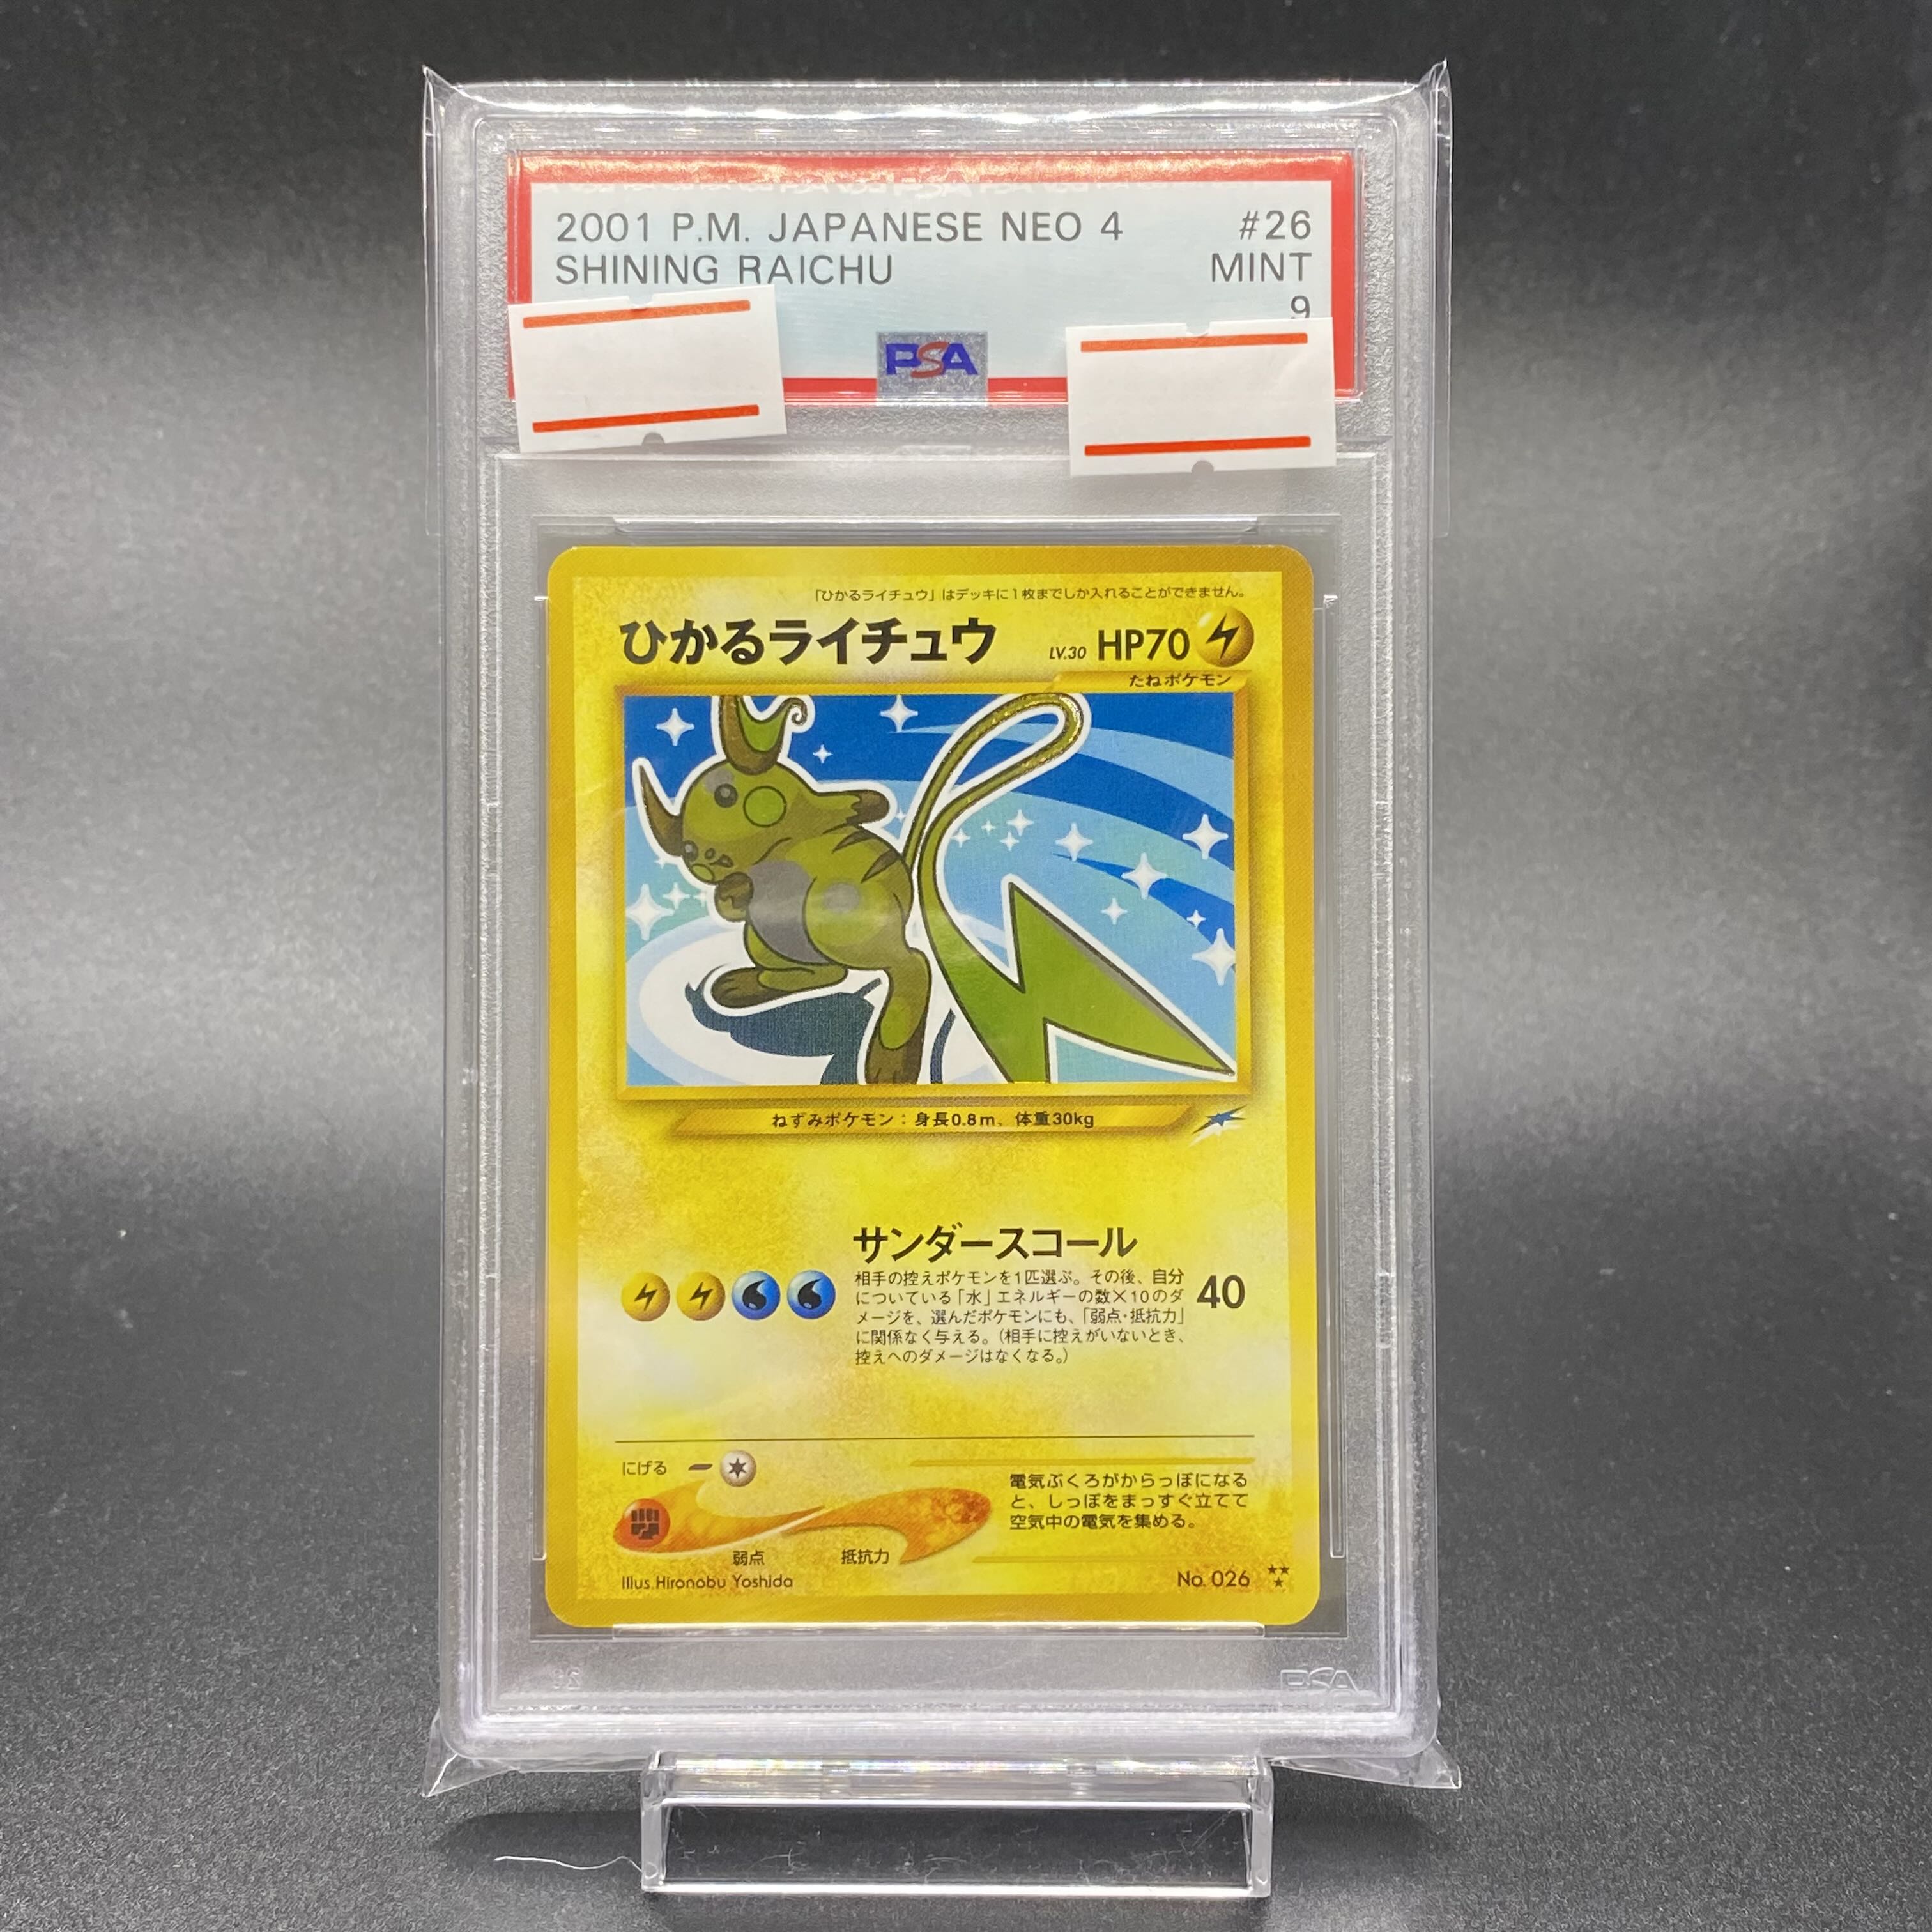 2001 P.M. JAPANESE NEO 4 #26
SHINING RAICHU MINT
9
PSA
「ひかるライチュウ」はデッキに1枚までしか入れることができません。
ひかるライチュウ LV.30 HP70
たねポケモン
ねずみポケモン：身長0.8m、体重30kg
サンダースコール
相手の控えポケモンを1匹選ぶ。その後、自分
についている「水」エネルギーの数×10のダ
メージを、選んだポケモンにも、「弱点・抵抗力」
に関係なく与える。（相手に控えがいないとき、
控えへのダメージはなくなる。）
40
にげる
弱点 抵抗力
電気ぶくろがからっぽになる
と、しっぽをまっすぐ立てて
空気中の電気を集める。
Illus. Hironobu Yoshida
No. 026
PSA